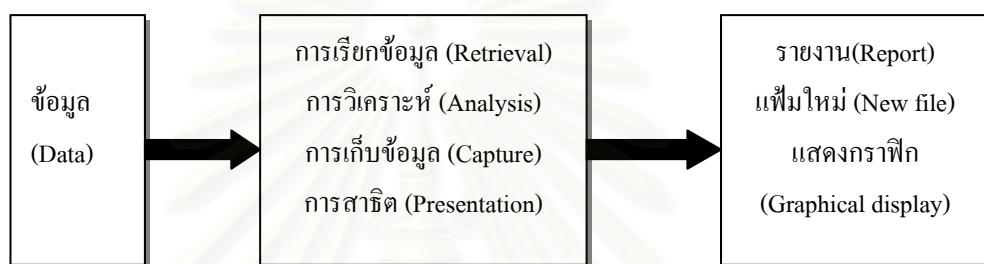 ข้อมูล
(Data)
การเรียกข้อมูล (Retrieval)
การวิเคราะห์ (Analysis)
การเก็บข้อมูล (Capture)
การสาธิต (Presentation)
รายงาน(Report)
แฟ้มใหม่ (New file)
แสดงกราฟิก
(Graphical display)